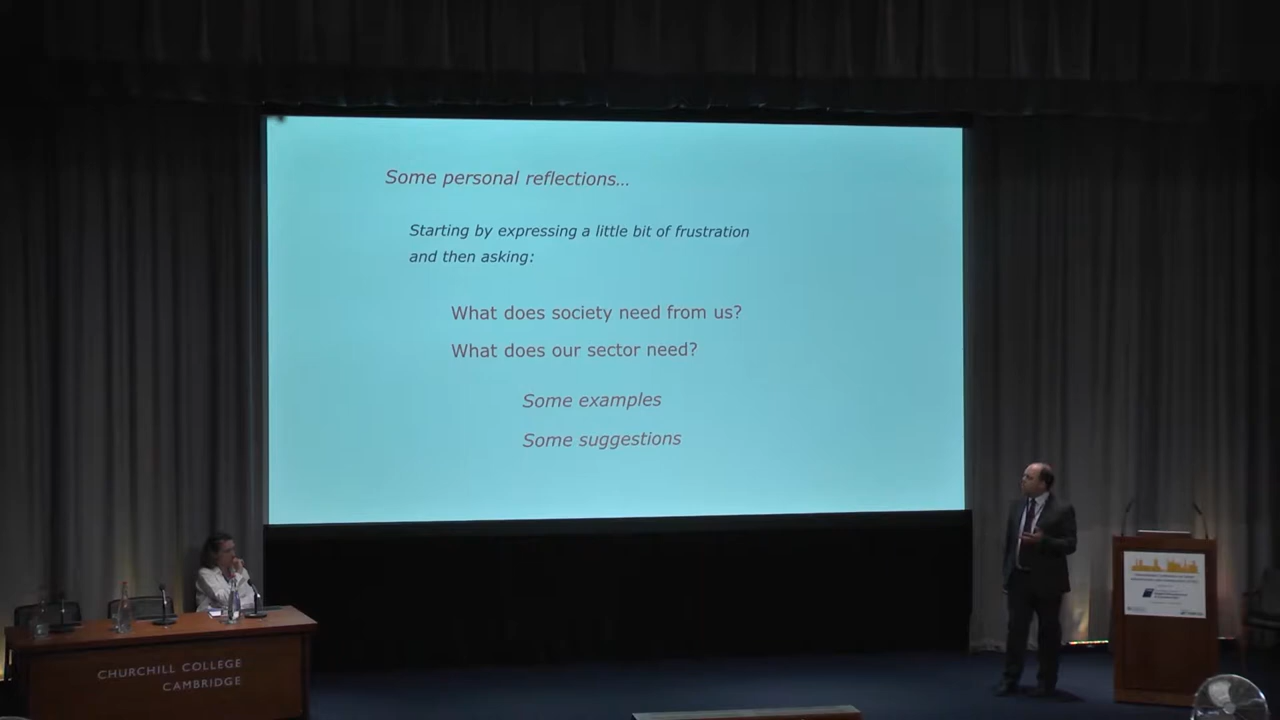 Some personal reflections...
Starting by expressing a little bit of frustration
and then asking:
What does society need from us?
What does our sector need?
Some examples
Some suggestions
CHURCHILL COLLEGE
CAMBRIDGE